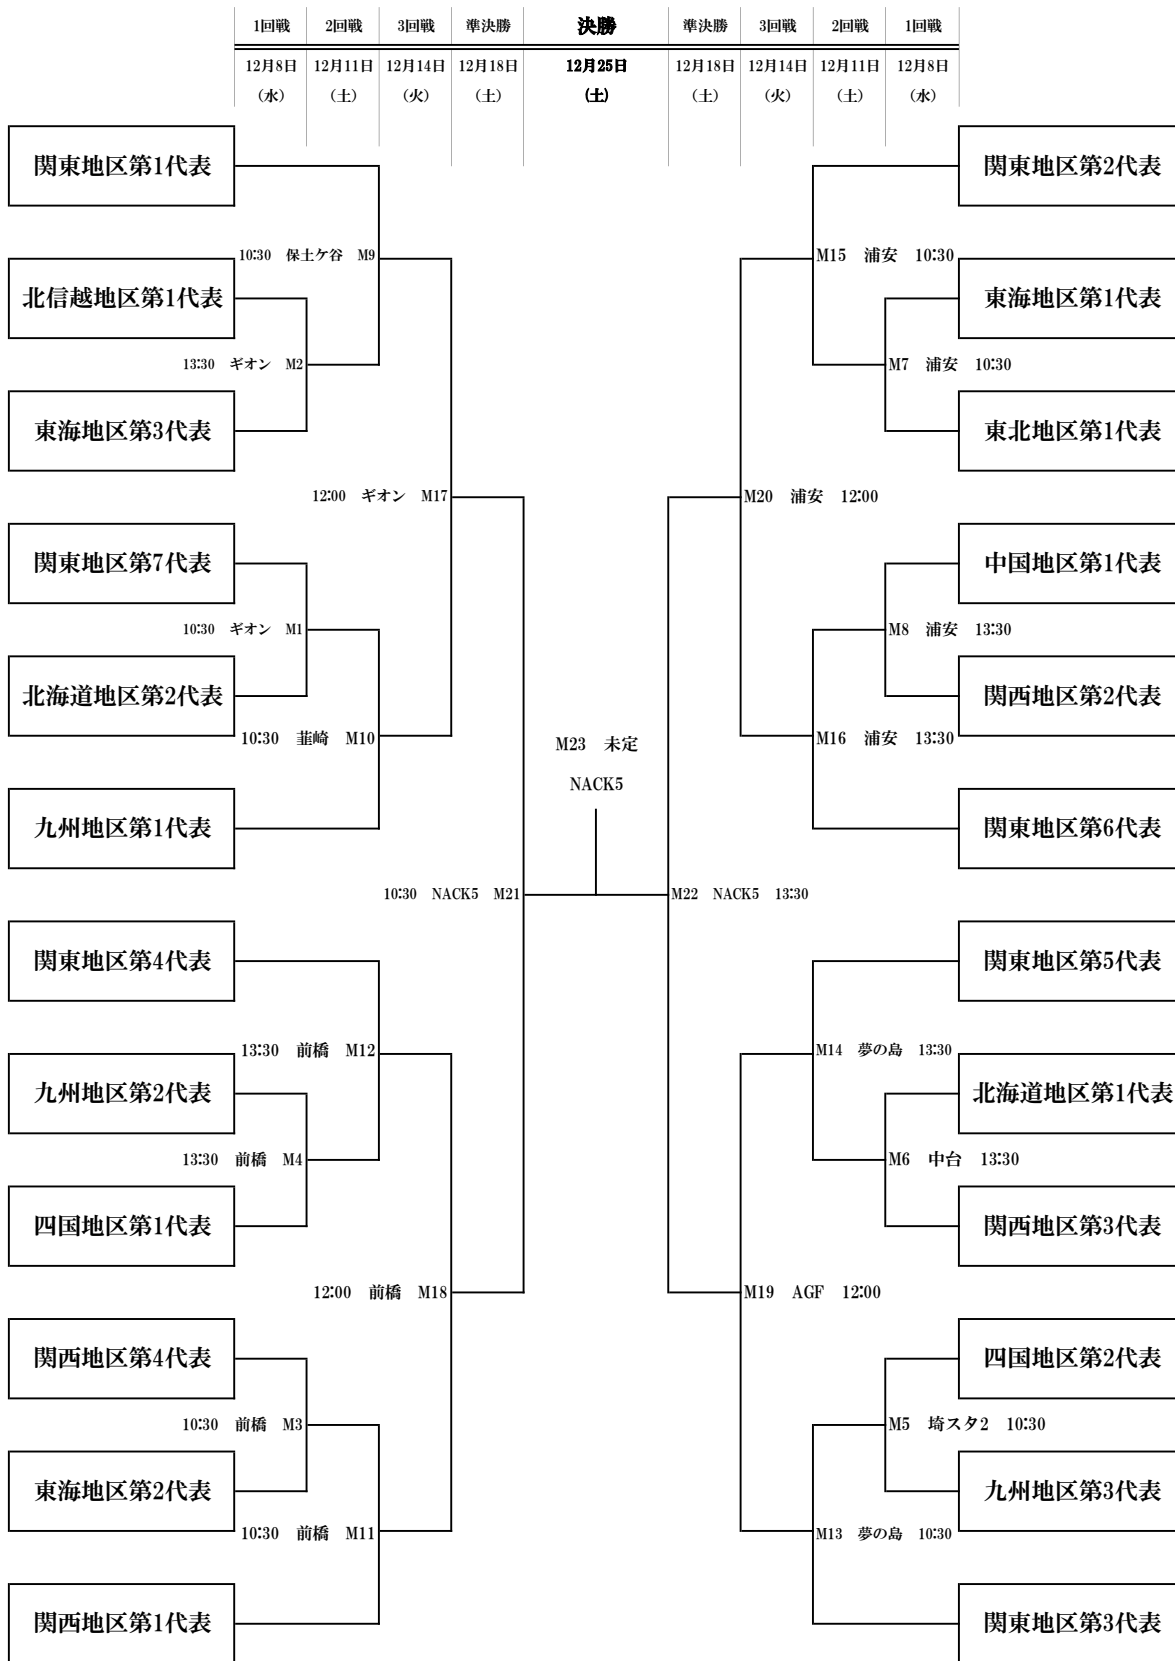 1回戦 2回戦 3回戦 準決勝 決勝 準決勝 3回戦 2回戦 1回戦
12月8日 12月11日 12月14日 12月18日 12月25日 12月18日 12月14日 12月11日 12月8日
（水） （土） （火） （土） （土） （土） （火） （土） （水）
関東地区第1代表 関東地区第2代表
10:30 保土ケ谷 M9 M15 浦安 10:30
北信越地区第1代表 東海地区第1代表
13:30 ギオン M2 M7 浦安 10:30
東海地区第3代表 東北地区第1代表
12:00 ギオン M17 M20 浦安 12:00
関東地区第7代表 中国地区第1代表
10:30 ギオン M1 M8 浦安 13:30
北海道地区第2代表 関西地区第2代表
10:30 韮崎 M10 M16 浦安 13:30
M23 未定
NACK5
九州地区第1代表 関東地区第6代表
10:30 NACK5 M21 M22 NACK5 13:30
関東地区第4代表 関東地区第5代表
13:30 前橋 M12 M14 夢の島 13:30
九州地区第2代表 北海道地区第1代表
13:30 前橋 M4 M6 中台 13:30
四国地区第1代表 関西地区第3代表
12:00 前橋 M18 M19 AGF 12:00
関西地区第4代表 四国地区第2代表
10:30 前橋 M3 M5 埼スタ2 10:30
東海地区第2代表 九州地区第3代表
10:30 前橋 M11 M13 夢の島 10:30
関西地区第1代表 関東地区第3代表